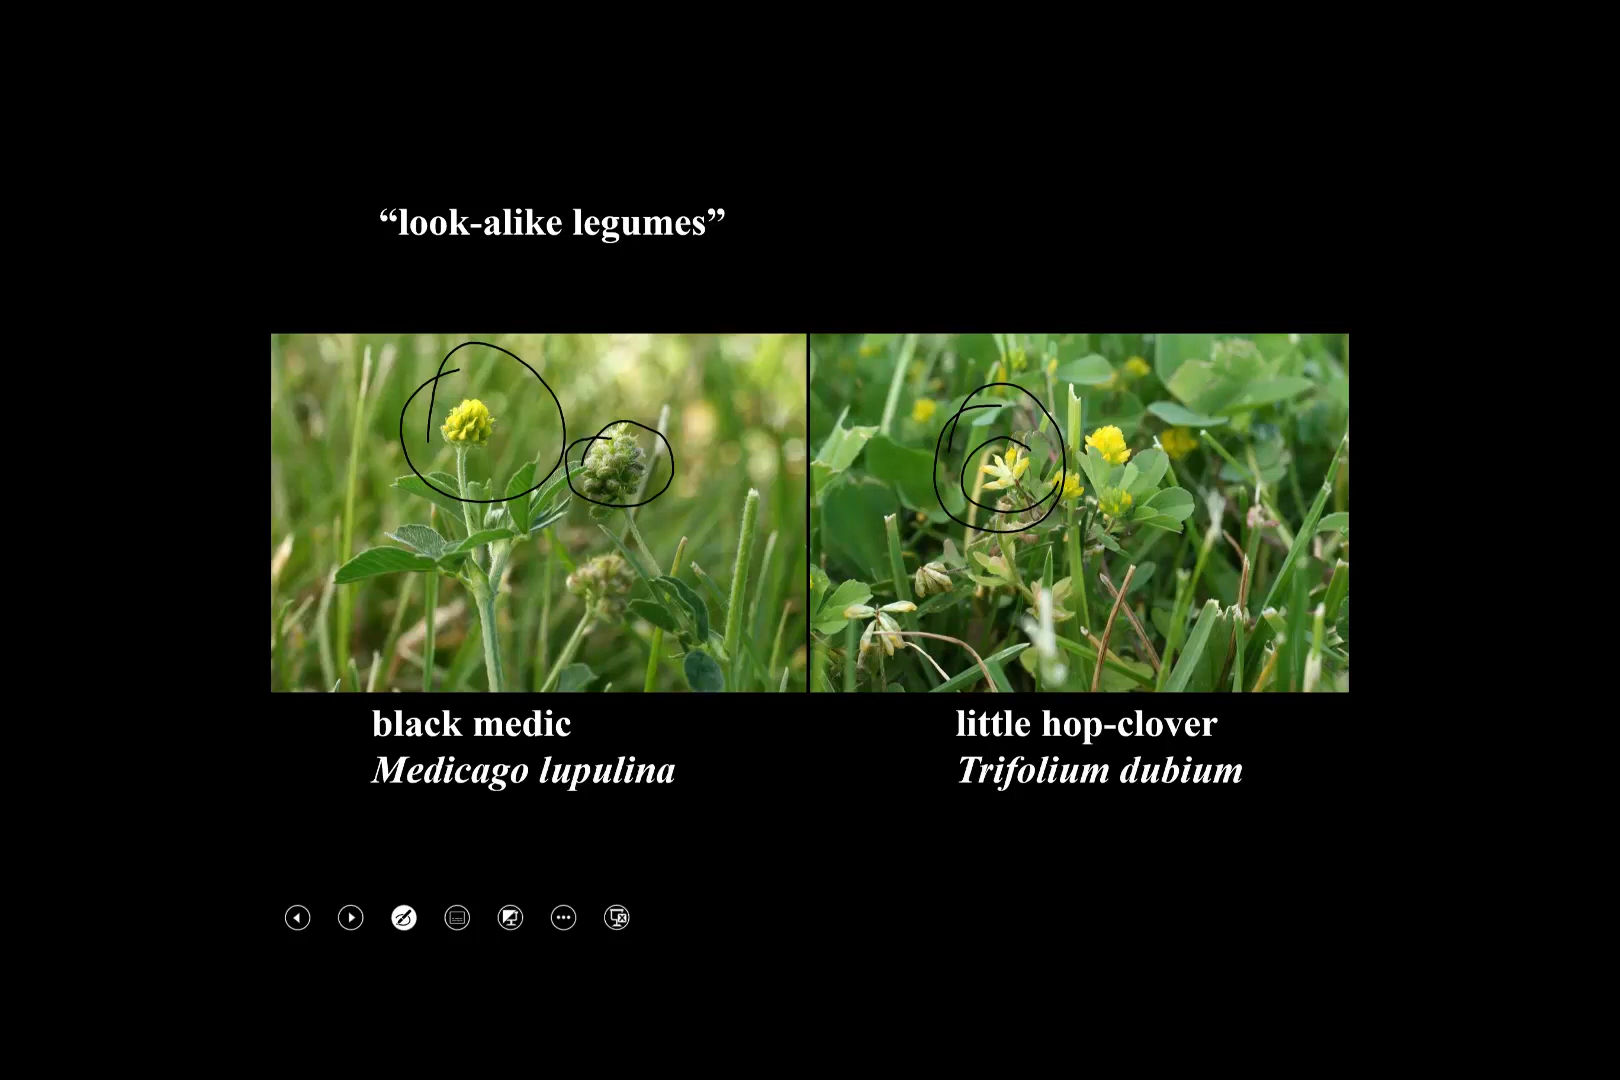 “look-alike legumes”
black medic
Medicago lupulina
little hop-clover
Trifolium dubium